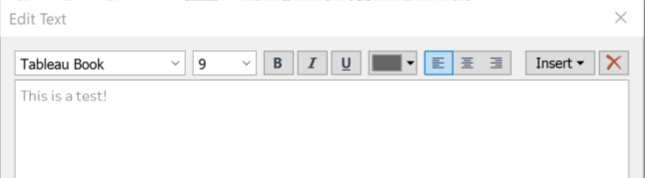 Edit Text
Tableau Book 9 B I U Insert
This is a test!